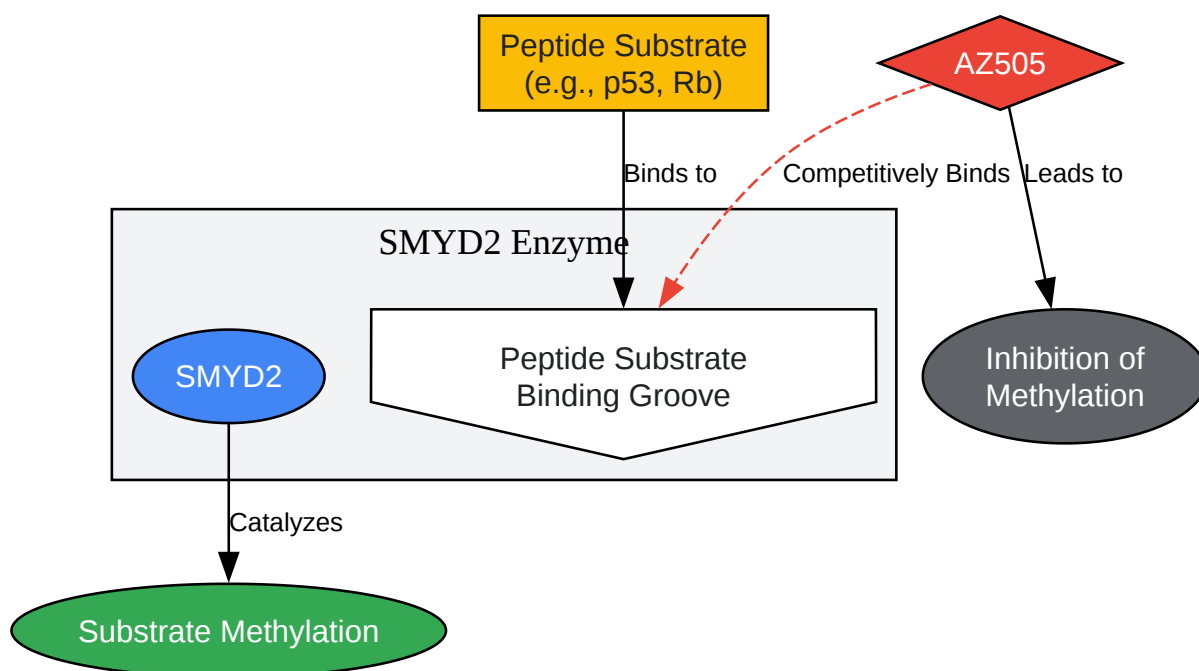 Peptide Substrate
(e.g., p53, Rb)
AZ505
Binds to
Competitively Binds
Leads to
SMYD2 Enzyme
SMYD2
Peptide Substrate
Binding Groove
Inhibition of
Methylation
Catalyzes
Substrate Methylation